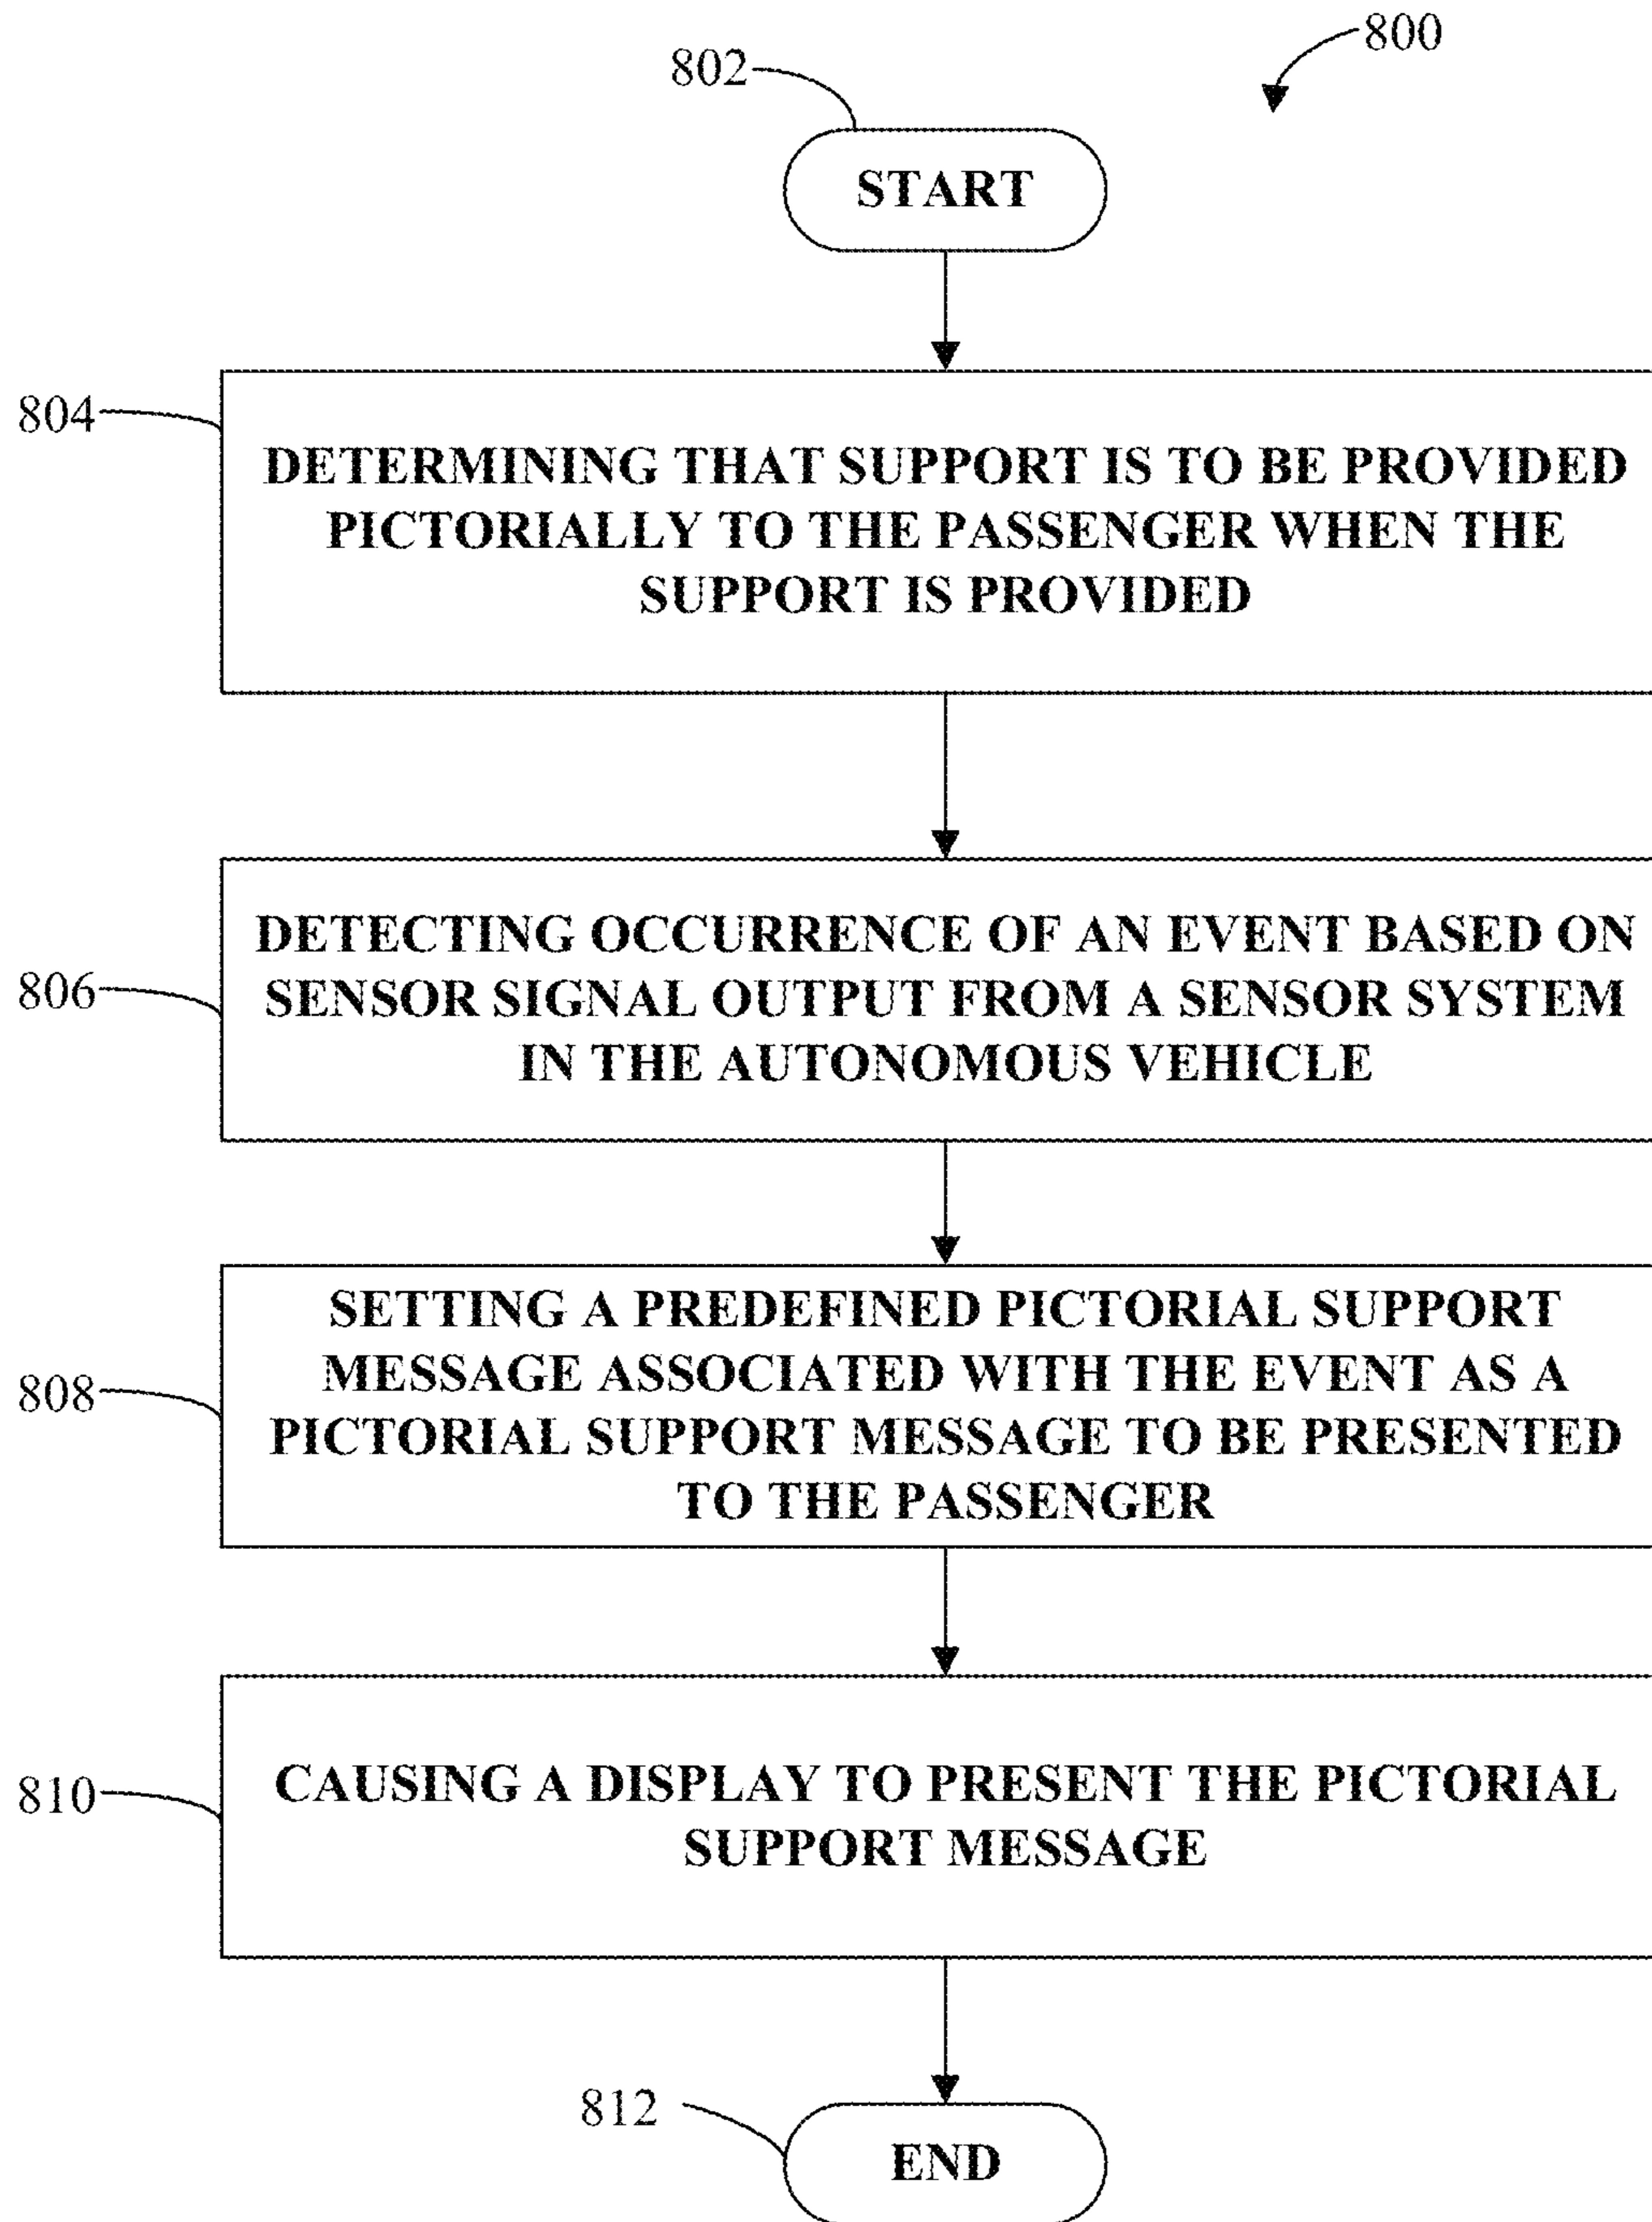 800
802
START
804
DETERMINING THAT SUPPORT IS TO BE PROVIDED
PICTORIALLY TO THE PASSENGER WHEN THE
SUPPORT IS PROVIDED
806
DETECTING OCCURRENCE OF AN EVENT BASED ON
SENSOR SIGNAL OUTPUT FROM A SENSOR SYSTEM
IN THE AUTONOMOUS VEHICLE
808
SETTING A PREDEFINED PICTORIAL SUPPORT
MESSAGE ASSOCIATED WITH THE EVENT AS A
PICTORIAL SUPPORT MESSAGE TO BE PRESENTED
TO THE PASSENGER
810
CAUSING A DISPLAY TO PRESENT THE PICTORIAL
SUPPORT MESSAGE
812
END